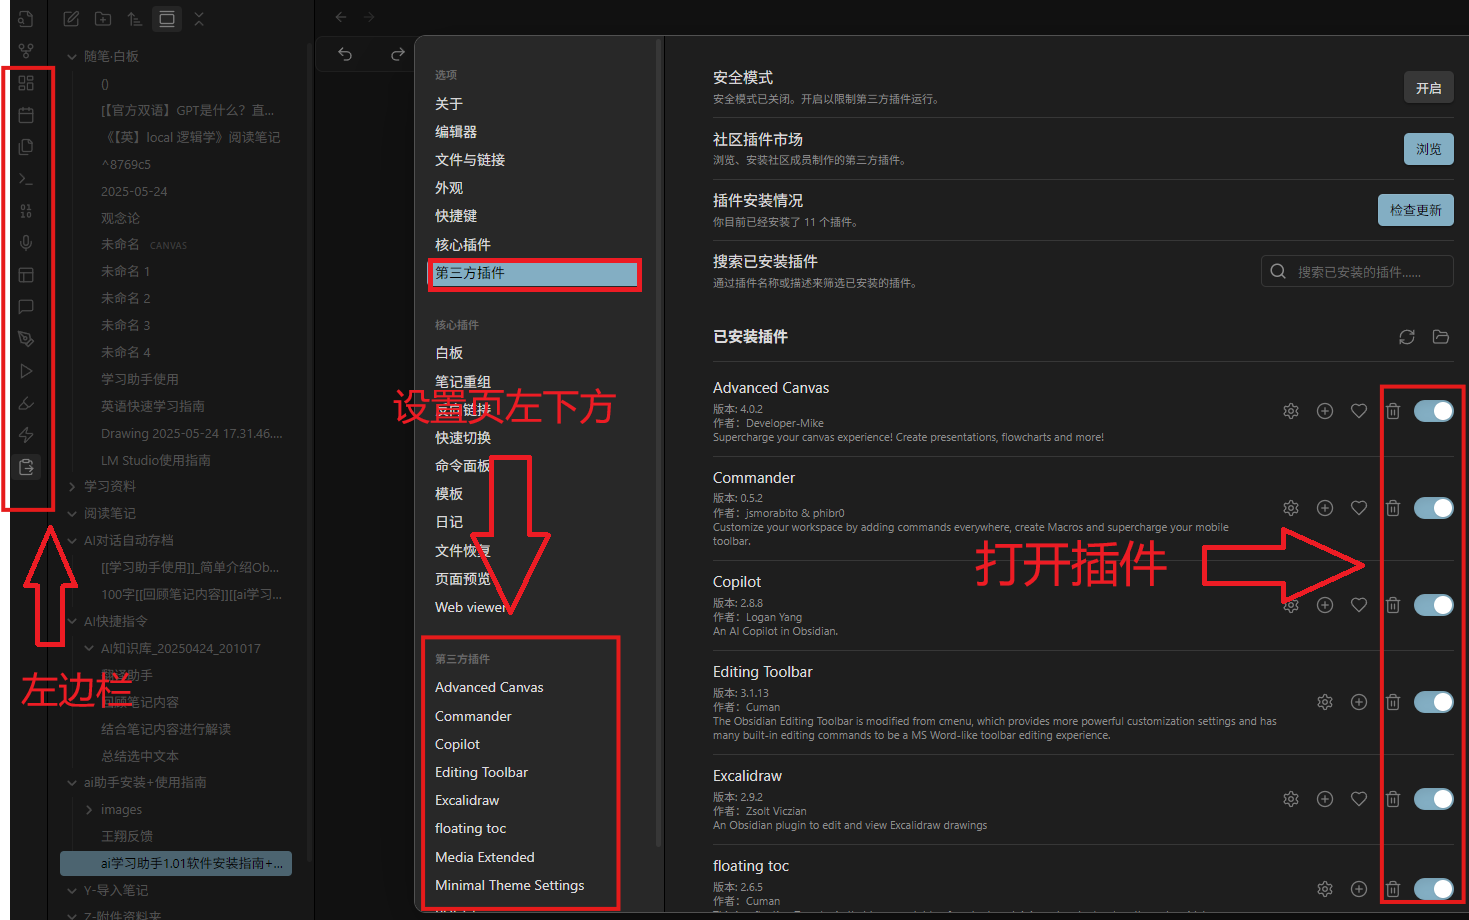 随笔·白板
()
[【官方双语】GPT是什么？直...
《【英】local 逻辑学》阅读笔记
^8769c5
2025-05-24
观念论
未命名 CANVAS
未命名 1
未命名 2
未命名 3
未命名 4
学习助手使用
英语快速学习指南
Drawing 2025-05-24 17.31.46....
LM Studio使用指南
学习资料
阅读笔记
AI对话自动存档
[[学习助手使用]]_简单介绍Ob...
100字[[回顾笔记内容]][[ai学习...
AI快捷指令
AI知识库_20250424_201017
翻译助手
回顾笔记内容
结合笔记内容进行解读
总结选中文本
ai助手安装+使用指南
images
王翔反馈
ai学习助手1.01软件安装指南+...
Y-导入笔记
Z-附件资料夹
左边栏
选项
关于
编辑器
文件与链接
外观
快捷键
核心插件
第三方插件
核心插件
白板
笔记重组
反向链接
设置页左下方
快速切换
命令面板
模板
日记
文件恢复
页面预览
Web viewer
第三方插件
Advanced Canvas
Commander
Copilot
Editing Toolbar
Excalidraw
floating toc
Media Extended
Minimal Theme Settings
安全模式
安全模式已关闭。开启以限制第三方插件运行。
开启
社区插件市场
浏览、安装社区成员制作的第三方插件。
浏览
插件安装情况
你目前已经安装了 11 个插件。
检查更新
搜索已安装插件
通过插件名称或描述来筛选已安装的插件。
搜索已安装的插件......
已安装插件
Advanced Canvas
版本: 4.0.2
作者：Developer-Mike
Supercharge your canvas experience! Create presentations, flowcharts and more!
Commander
版本: 0.5.2
作者：jsmorabito & phibr0
Customize your workspace by adding commands everywhere, create Macros and supercharge your mobile
toolbar.
打开插件
Copilot
版本: 2.8.8
作者：Logan Yang
An AI Copilot in Obsidian.
Editing Toolbar
版本: 3.1.13
作者：Cuman
The Obsidian Editing Toolbar is modified from cmenu, which provides more powerful customization settings and has
many built-in editing commands to be a MS Word-like toolbar editing experience.
Excalidraw
版本: 2.9.2
作者：Zsolt Viczian
An Obsidian plugin to edit and view Excalidraw drawings
floating toc
版本: 2.6.5
作者：Cuman